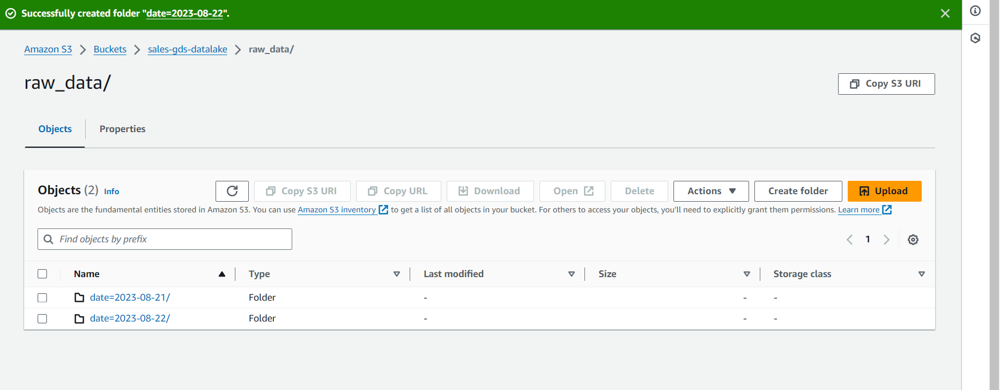 Successfully created folder "date=2023-08-22".
Amazon S3 > Buckets > sales-gds-datalake > raw_data/
raw_data/
Copy S3 URI
Objects Properties
Objects (2) Info Copy S3 URI Copy URL Download Open Delete Actions Create folder Upload
Objects are the fundamental entities stored in Amazon S3. You can use Amazon S3 inventory to get a list of all objects in your bucket. For others to access your objects, you’ll need to explicitly grant them permissions. Learn more
Find objects by prefix 1
Name Type Last modified Size Storage class
date=2023-08-21/ Folder - - -
date=2023-08-22/ Folder - - -